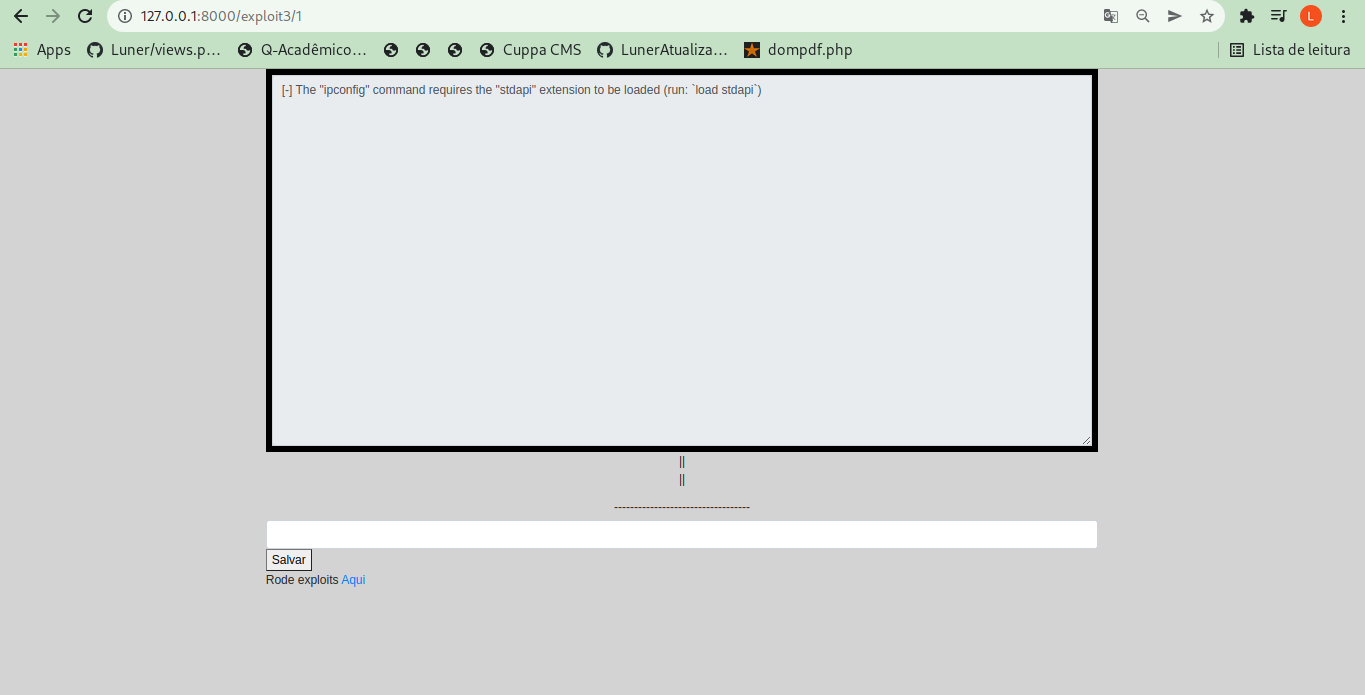 127.0.0.1:8000/exploit3/1
Apps Luner/views.p... Q-Acadêmico... Cuppa CMS LunerAtualiza... dompdf.php Lista de leitura
L
[-] The "ipconfig" command requires the "stdapi" extension to be loaded (run: `load stdapi`)
||
||
----------------------------------
Salvar
Rode exploits Aqui